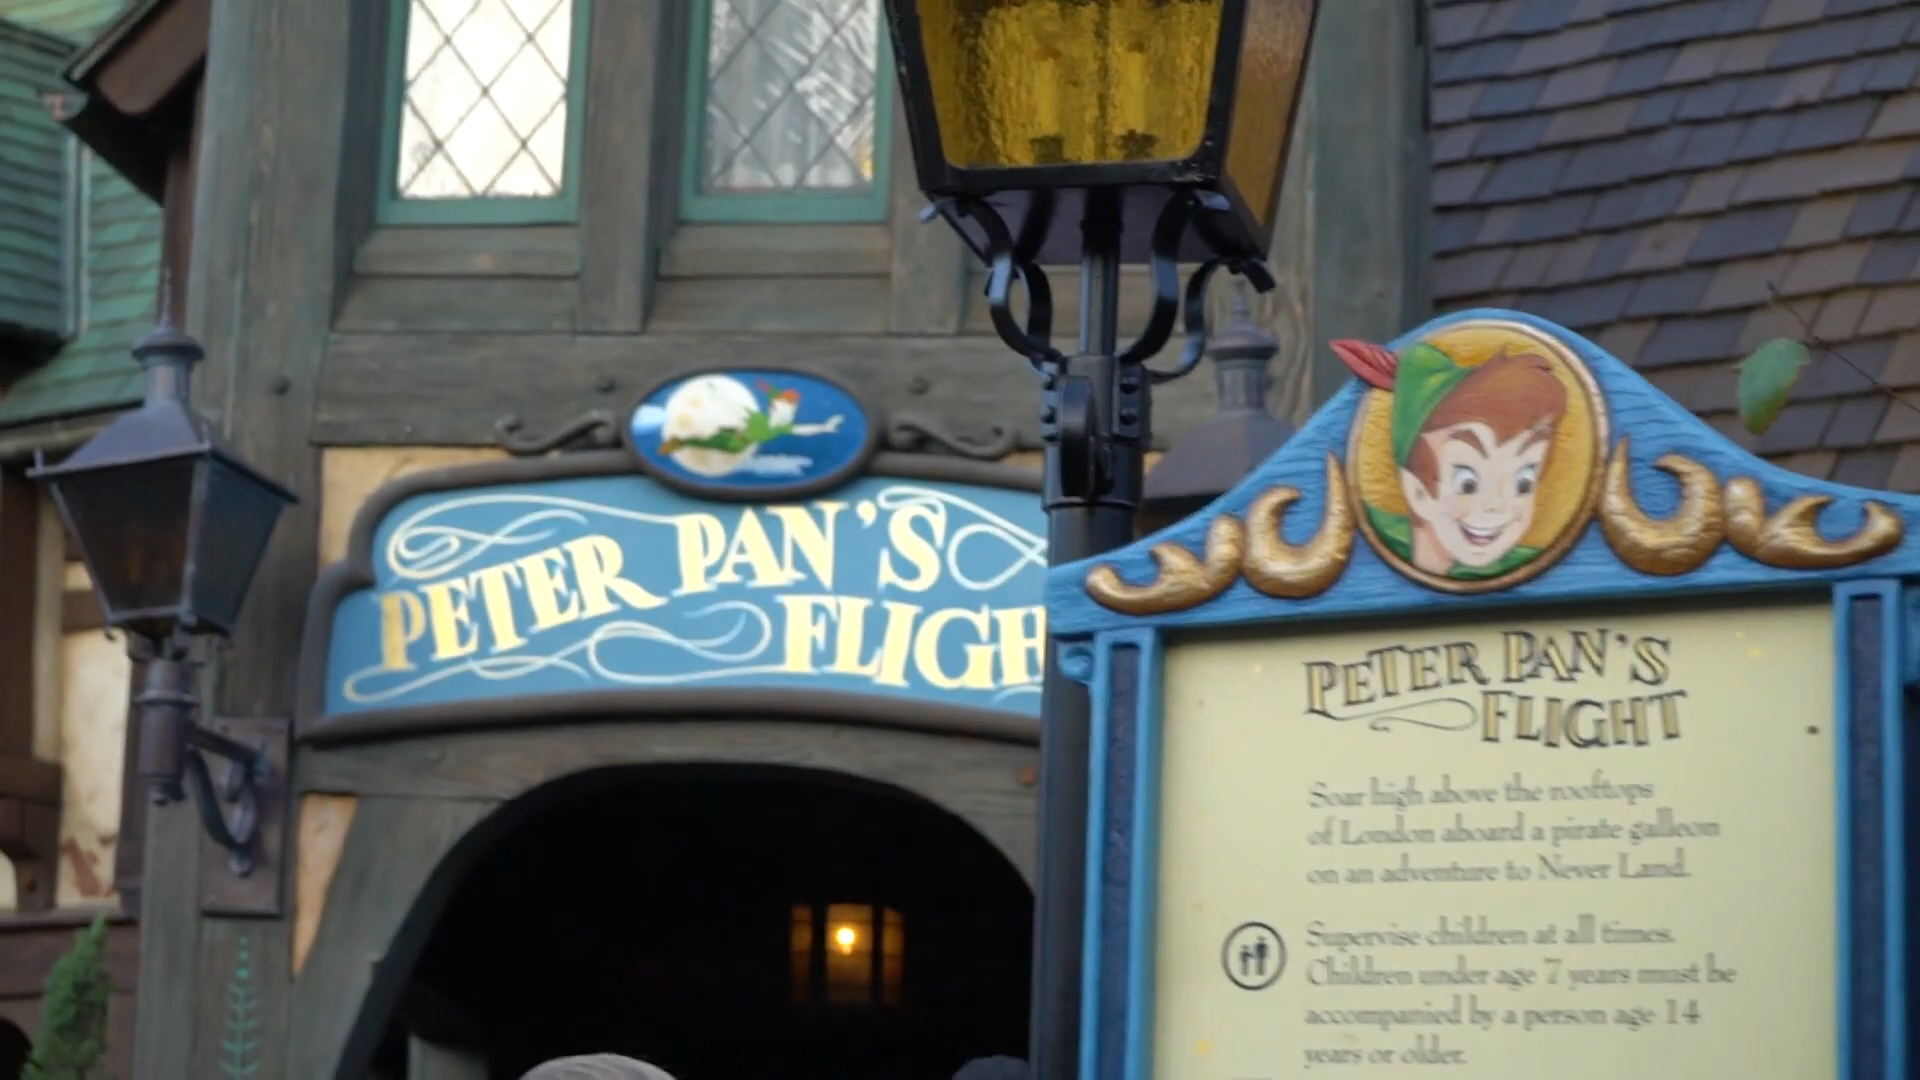 PETER PAN'S
FLIGH
PETER PAN'S
FLIGHT
Soar high above the rooftops
of London aboard a pirate galleon
on an adventure to Never Land.
Supervise children at all times.
Children under age 7 years must be
accompanied by a person age 14
years or older.